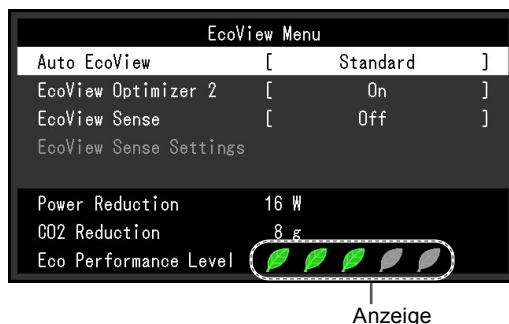 EcoView Menu
Auto EcoView [ Standard ]
EcoView Optimizer 2 [ On ]
EcoView Sense [ Off ]
EcoView Sense Settings
Power Reduction 16 W
CO2 Reduction 8 g
Eco Performance Level
Anzeige